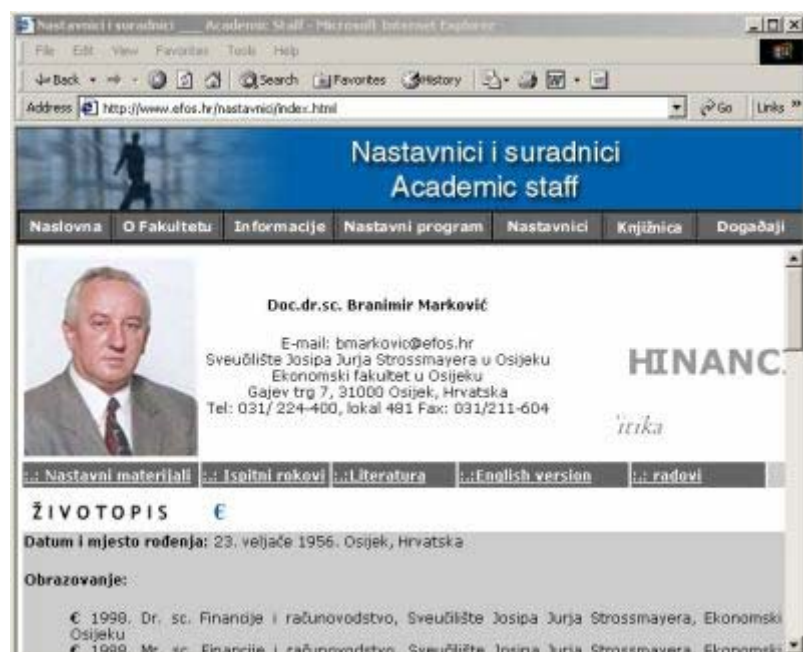 Nastavnici i suradnici ___ Academic Staff - Microsoft Internet Explorer
File Edit View Favorites Tools Help
Back Search Favorites History
Address http://www.efos.hr/nastavnici/index.html Go Links »
Nastavnici i suradnici
Academic staff
Naslovna O Fakultetu Informacije Nastavni program Nastavnici Knjižnica Događaji
Doc.dr.sc. Branimir Marković
E-mail: bmarkovic@efos.hr
Sveučilište Josipa Jurja Strossmayera u Osijeku
Ekonomski fakultet u Osijeku
Gajev trg 7, 31000 Osijek, Hrvatska
Tel: 031/ 224-400, lokal 481 Fax: 031/211-604
HINANC
:.: Nastavni materijali :.: Ispitni rokovi :.:Literatura :.:English version :.: radovi
ŽIVOTOPIS €
Datum i mjesto rođenja: 23. veljače 1956. Osijek, Hrvatska
Obrazovanje:
€ 1998. Dr. sc. Financije i računovodstvo, Sveučilište Josipa Jurja Strossmayera, Ekonomski
Osijeku
€ 1989. Mr. sc. Financije i računovodstvo, Sveučilište Josipa Jurja Strossmayera, Ekonomski